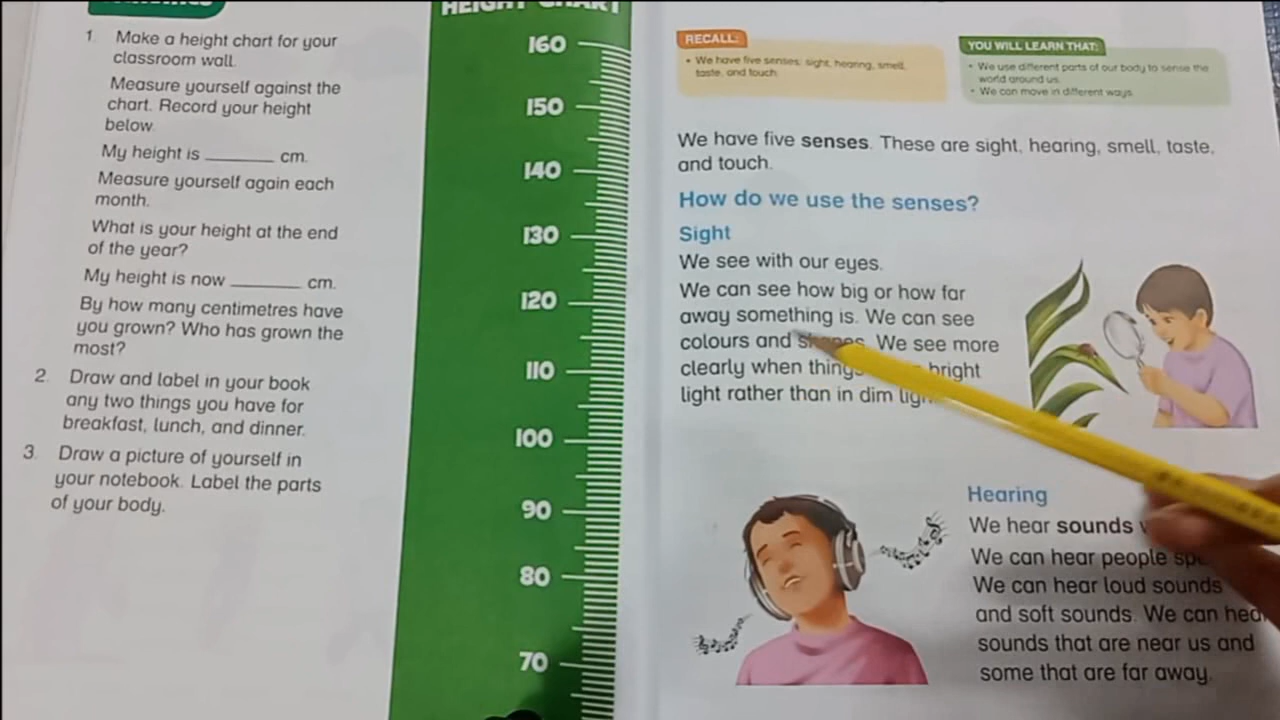 1. Make a height chart for your
classroom wall.
Measure yourself against the
chart. Record your height
below.
My height is ________ cm.
Measure yourself again each
month.
What is your height at the end
of the year?
My height is now ________ cm.
By how many centimetres have
you grown? Who has grown the
most?
2. Draw and label in your book
any two things you have for
breakfast, lunch, and dinner.
3. Draw a picture of yourself in
your notebook. Label the parts
of your body.
HEIGHT CHART
160
150
140
130
120
110
100
90
80
70
RECALL:
• We have five senses: sight, hearing, smell,
taste, and touch.
YOU WILL LEARN THAT:
• We use different parts of our body to sense the
world around us.
• We can move in different ways.
We have five senses. These are sight, hearing, smell, taste,
and touch.
How do we use the senses?
Sight
We see with our eyes.
We can see how big or how far
away something is. We can see
colours and shapes. We see more
clearly when things bright
light rather than in dim light.
Hearing
We hear sounds
We can hear people
We can hear loud sounds
and soft sounds. We can hear
sounds that are near us and
some that are far away.